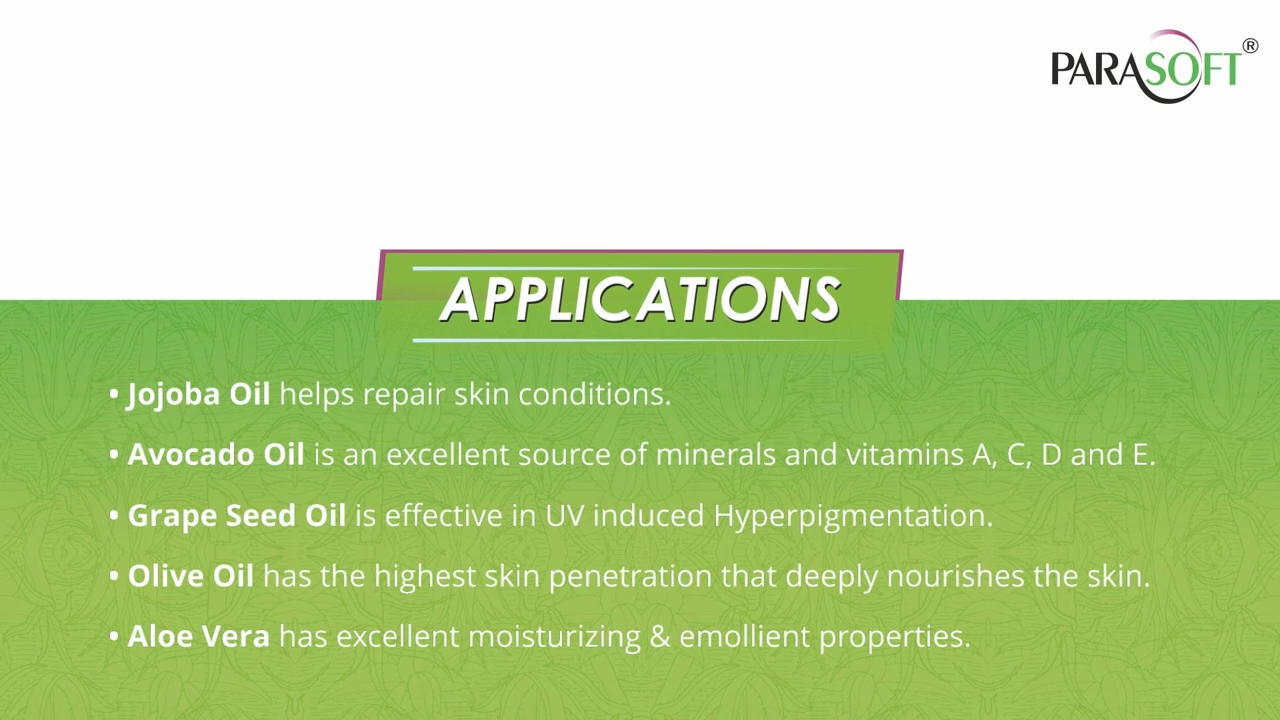 PARASOFT®
APPLICATIONS
• Jojoba Oil helps repair skin conditions.
• Avocado Oil is an excellent source of minerals and vitamins A, C, D and E.
• Grape Seed Oil is effective in UV induced Hyperpigmentation.
• Olive Oil has the highest skin penetration that deeply nourishes the skin.
• Aloe Vera has excellent moisturizing & emollient properties.